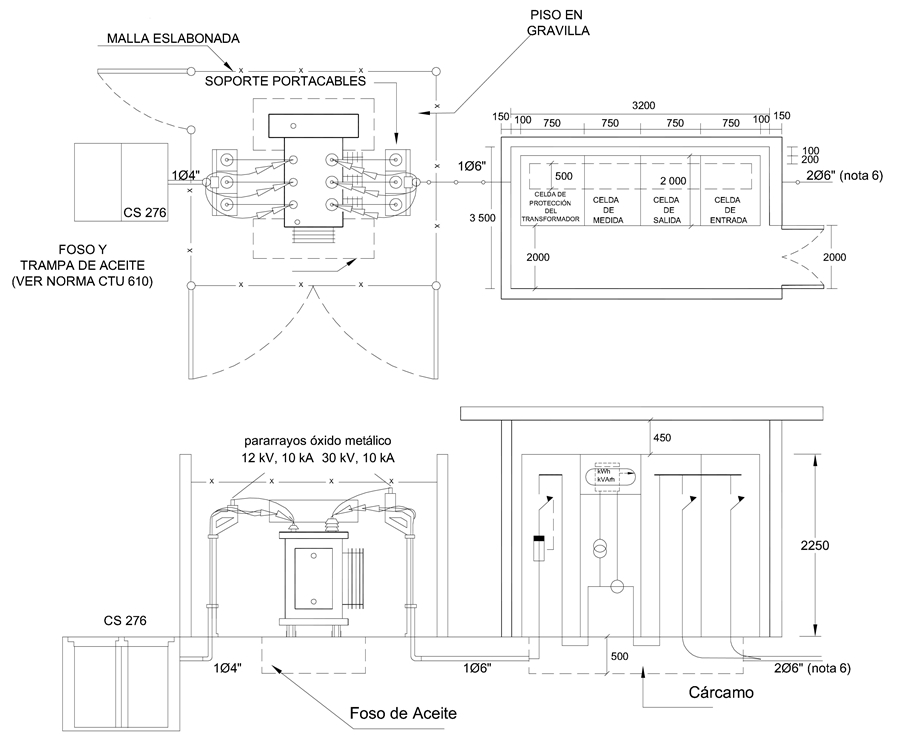 PISO EN
GRAVILLA
MALLA ESLABONADA
SOPORTE PORTACABLES
x x x x
3200
150 100 750 750 750 750 100 150
1Ø4"
CS 276
FOSO Y
TRAMPA DE ACEITE
(VER NORMA CTU 610)
1Ø6"
100
200
500
2 000
2Ø6" (nota 6)
CELDA DE
PROTECCIÓN
DEL
TRANSFORMADOR
CELDA
DE
MEDIDA
CELDA
DE
SALIDA
CELDA
DE
ENTRADA
3 500
2000
2000
x x x x
pararrayos óxido metálico
12 kV, 10 kA 30 kV, 10 kA
x x x
450
kWh
kVArh
2250
CS 276
1Ø4"
1Ø6"
500
2Ø6" (nota 6)
Foso de Aceite
Cárcamo